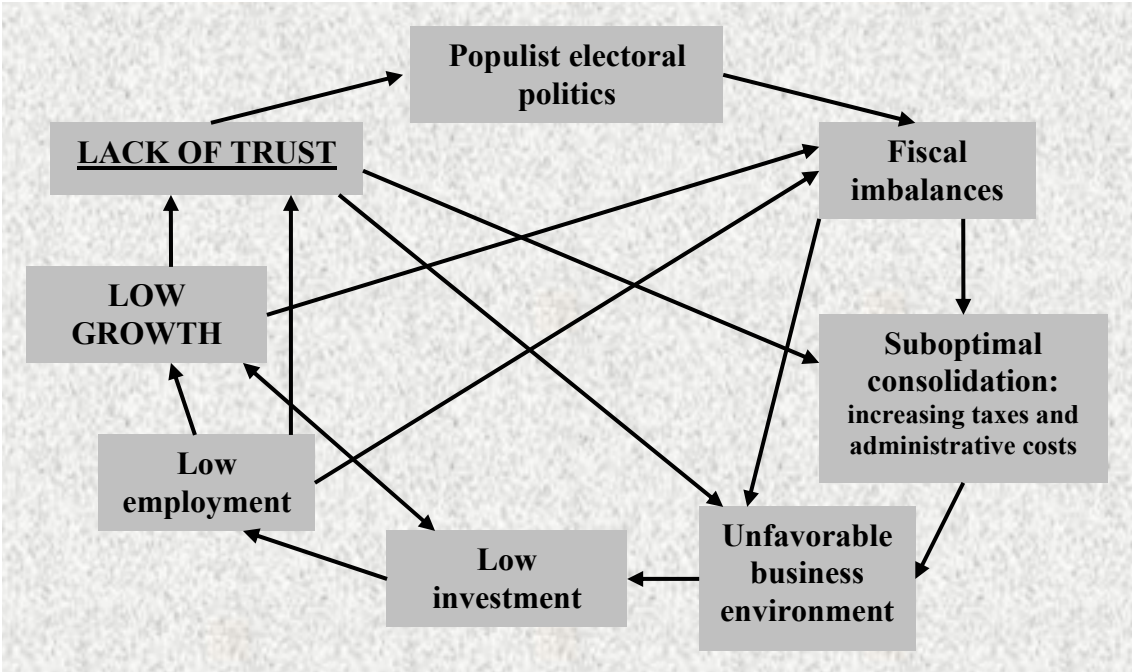 Populist electoral
politics
LACK OF TRUST
Fiscal
imbalances
LOW
GROWTH
Suboptimal
consolidation:
increasing taxes and
administrative costs
Low
employment
Unfavorable
business
environment
Low
investment